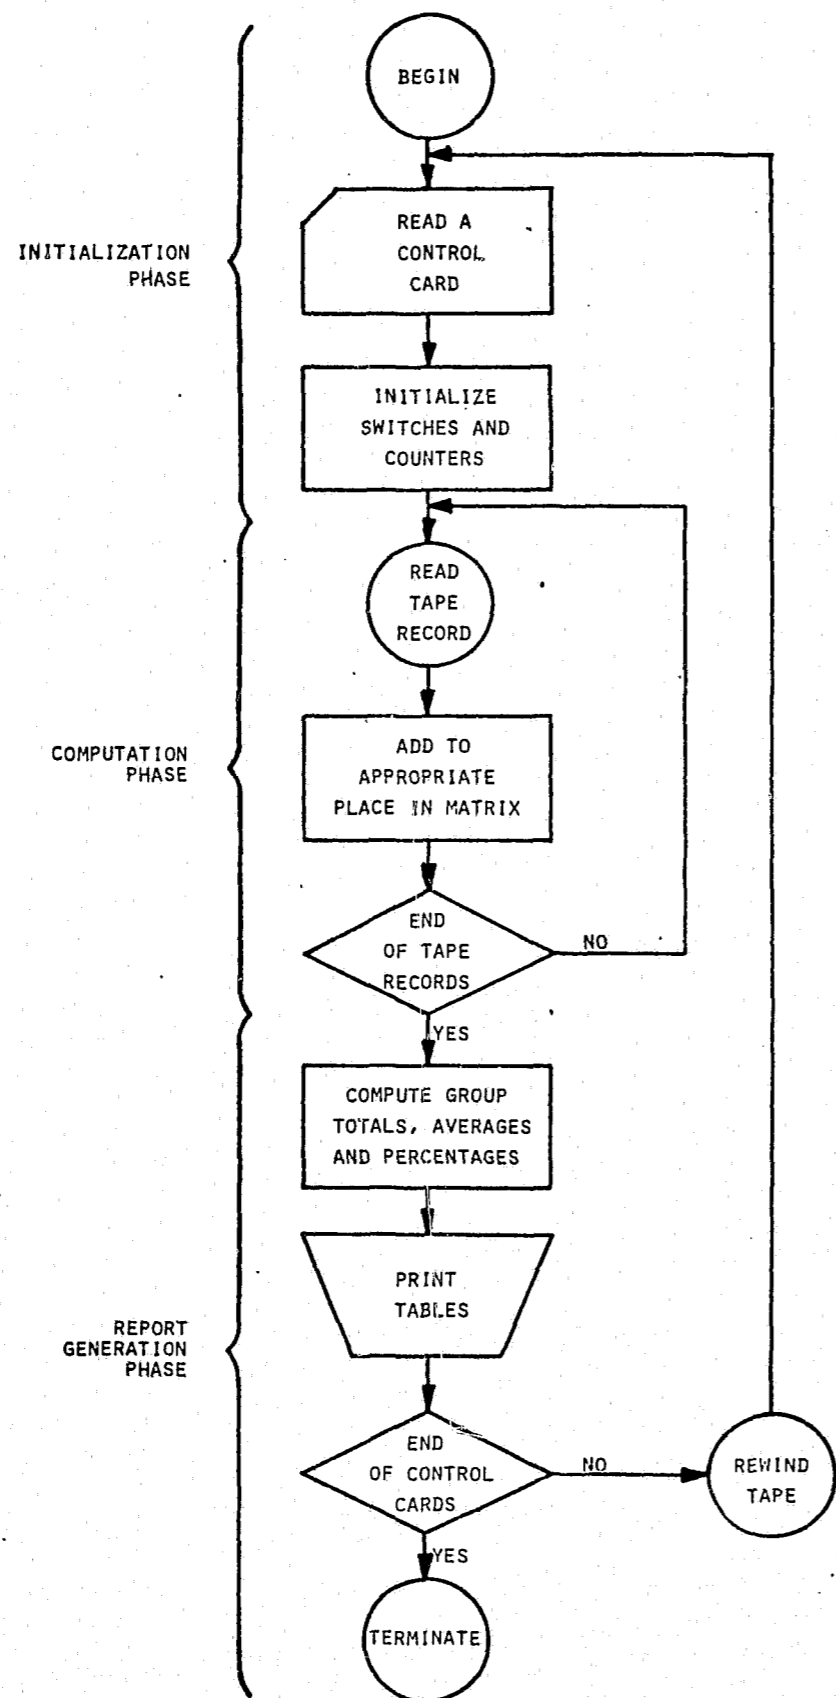 BEGIN
INITIALIZATION
PHASE
READ A
CONTROL
CARD
INITIALIZE
SWITCHES AND
COUNTERS
READ
TAPE
RECORD
COMPUTATION
PHASE
ADD TO
APPROPRIATE
PLACE IN MATRIX
END
OF TAPE
RECORDS
NO
YES
COMPUTE GROUP
TOTALS, AVERAGES
AND PERCENTAGES
REPORT
GENERATION
PHASE
PRINT
TABLES
END
OF CONTROL
CARDS
NO
REWIND
TAPE
YES
TERMINATE